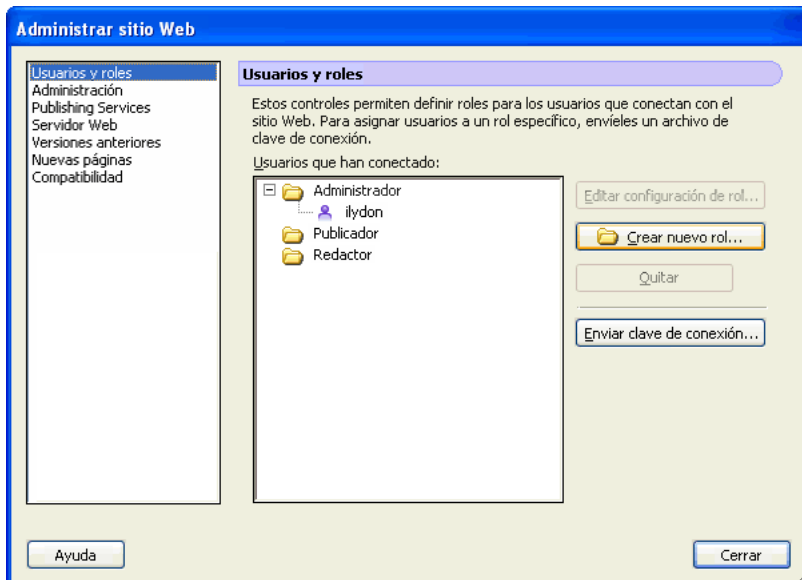 Administrar sitio Web
Usuarios y roles
Administración
Publishing Services
Servidor Web
Versiones anteriores
Nuevas páginas
Compatibilidad
Usuarios y roles
Estos controles permiten definir roles para los usuarios que conectan con el
sitio Web. Para asignar usuarios a un rol específico, envíeles un archivo de
clave de conexión.
Usuarios que han conectado:
Administrador
ilydon
Publicador
Redactor
Editar configuración de rol...
Crear nuevo rol...
Quitar
Enviar clave de conexión...
Ayuda
Cerrar